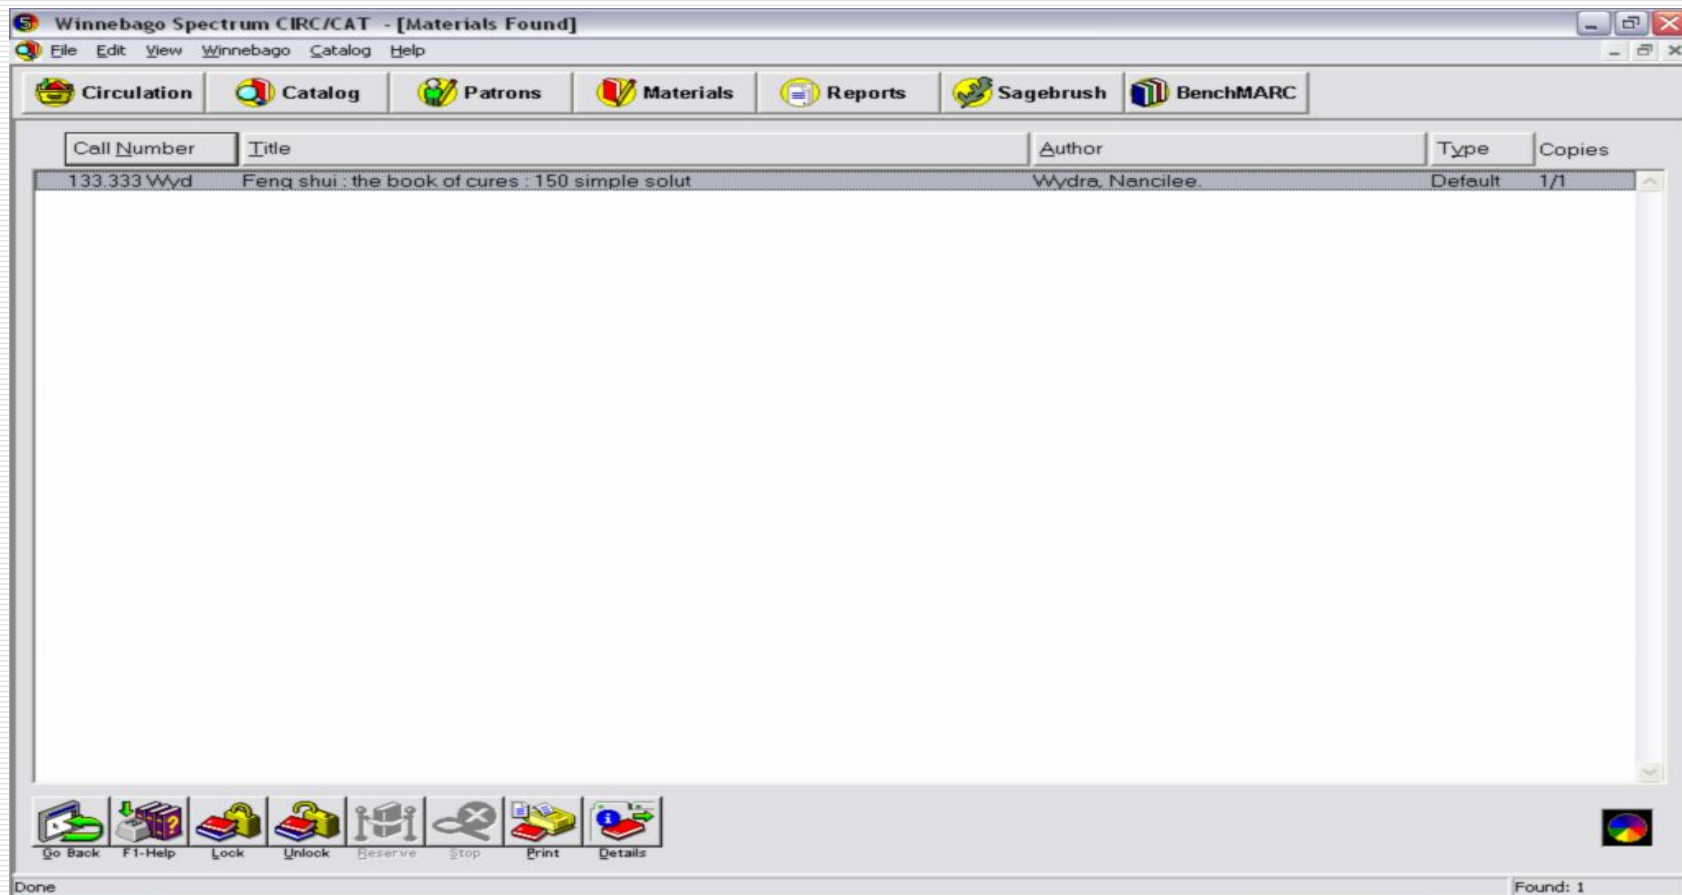 Winnebago Spectrum CIRC/CAT - [Materials Found]
File Edit View Winnebago Catalog Help
Circulation Catalog Patrons Materials Reports Sagebrush BenchMARC
Call Number Title Author Type Copies
133.333 Wyd Feng shui : the book of cures : 150 simple solut Wydra, Nancilee. Default 1/1
Go Back F1-Help Lock Unlock Reserve Stop Print Details
Done Found: 1